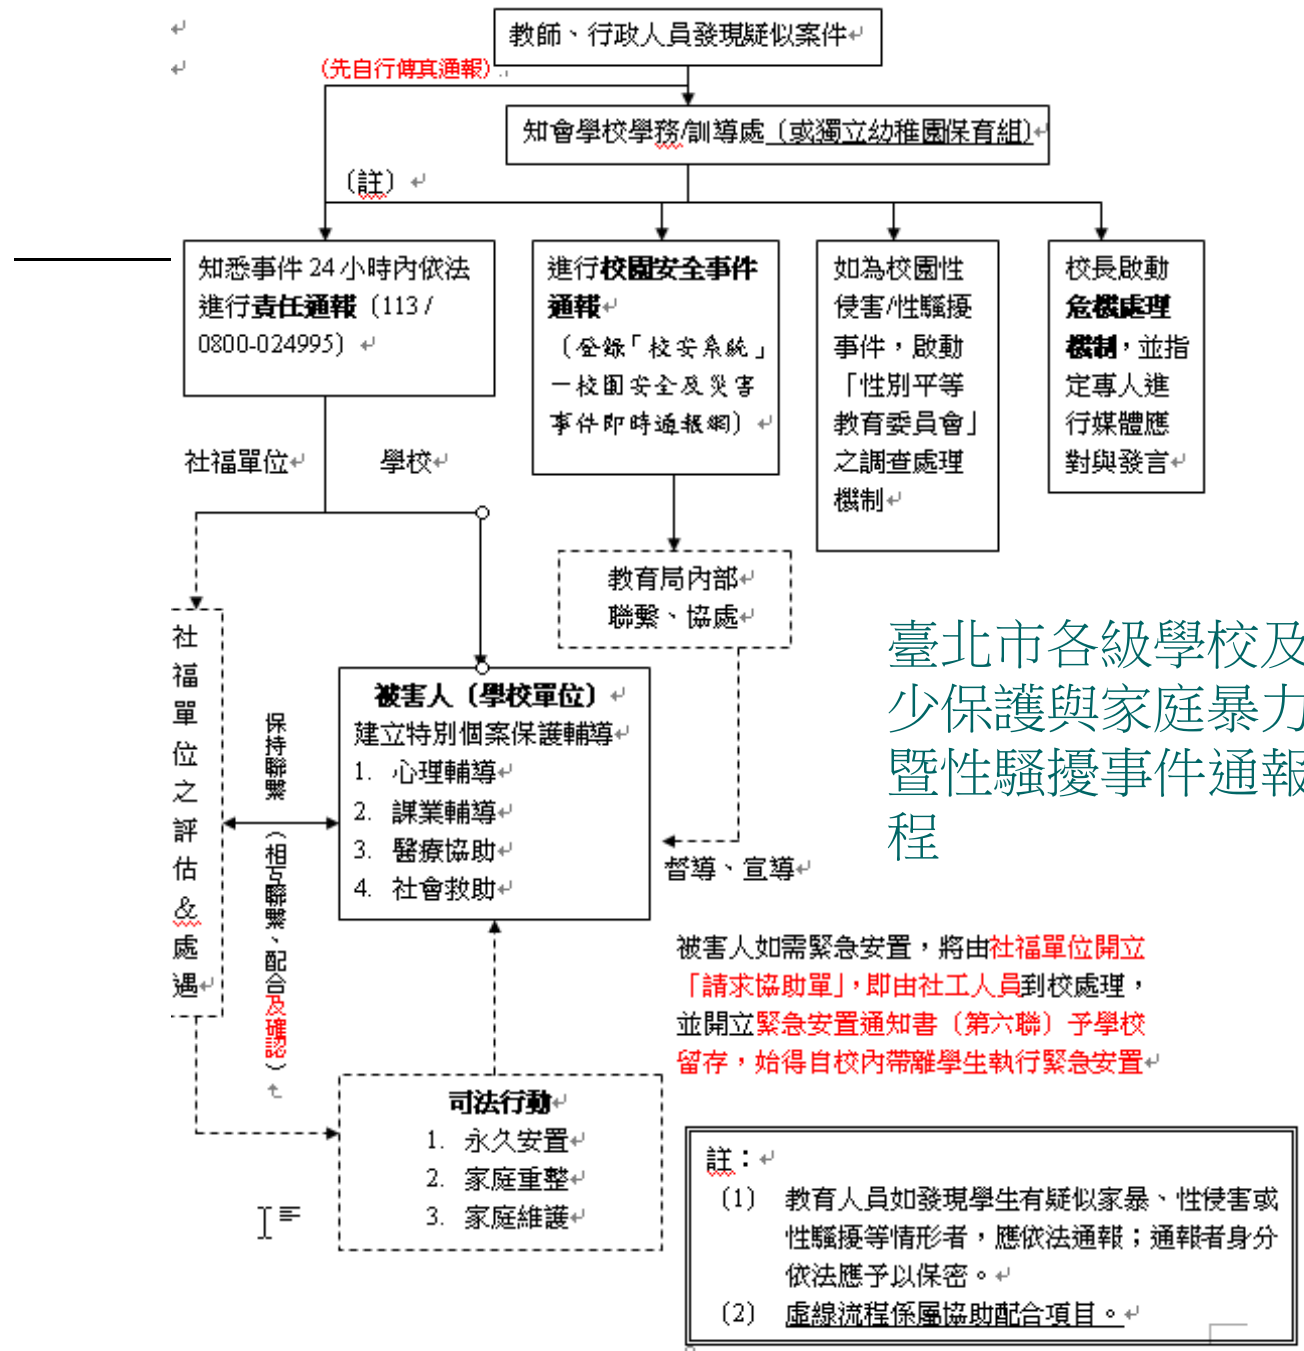 教師、行政人員發現疑似案件
(先自行傳真通報)
知會學校學務/訓導處（或獨立幼稚園保育組）
（註）
知悉事件 24 小時內依法
進行責任通報（113 /
0800-024995）
進行校園安全事件
通報
（登錄「校安系統」
—校園安全及災害
事件即時通報網）
如為校園性
侵害/性騷擾
事件，啟動
「性別平等
教育委員會」
之調查處理
機制
校長啟動
危機處理
機制，並指
定專人進
行媒體應
對與發言
社福單位
學校
教育局內部
聯繫、協處
社福單位之評估&處遇
保持聯繫（相互聯繫、配合及確認）
被害人（學校單位）
建立特別個案保護輔導
1. 心理輔導
2. 課業輔導
3. 醫療協助
4. 社會救助
督導、宣導
臺北市各級學校及
少保護與家庭暴力
暨性騷擾事件通報
程
被害人如需緊急安置，將由社福單位開立
「請求協助單」，即由社工人員到校處理，
並開立緊急安置通知書（第六聯）予學校
留存，始得自校內帶離學生執行緊急安置
司法行動
1. 永久安置
2. 家庭重整
3. 家庭維護
註：
(1) 教育人員如發現學生有疑似家暴、性侵害或
性騷擾等情形者，應依法通報；通報者身分
依法應予以保密。
(2) 虛線流程係屬協助配合項目。